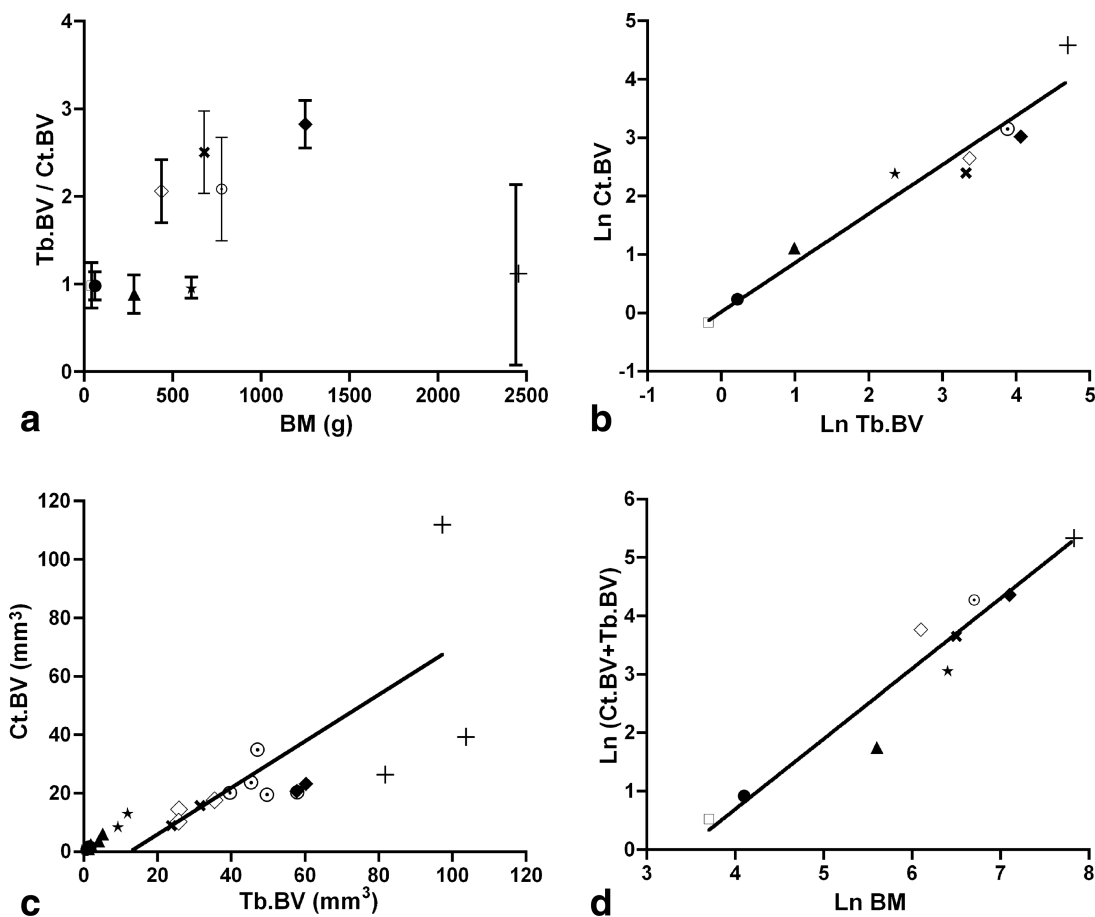 4
3
2
1
0
Tb.BV / Ct.BV
0 500 1000 1500 2000 2500
BM (g)
a
5
4
3
2
1
0
-1
Ln Ct.BV
-1 0 1 2 3 4 5
Ln Tb.BV
b
120
100
80
60
40
20
0
Ct.BV (mm³)
0 20 40 60 80 100 120
Tb.BV (mm³)
c
6
5
4
3
2
1
0
Ln (Ct.BV+Tb.BV)
3 4 5 6 7 8
Ln BM
d